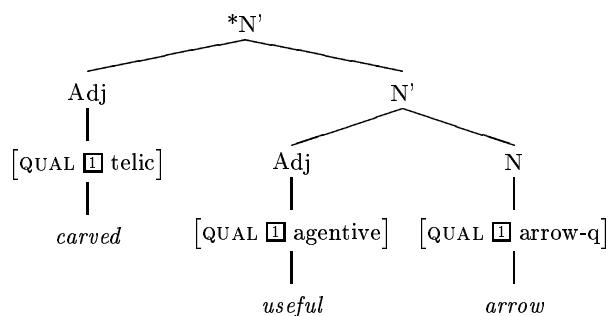 *N'
Adj N'
[QUAL 1 telic] Adj N
carved [QUAL 1 agentive] [QUAL 1 arrow-q]
useful arrow